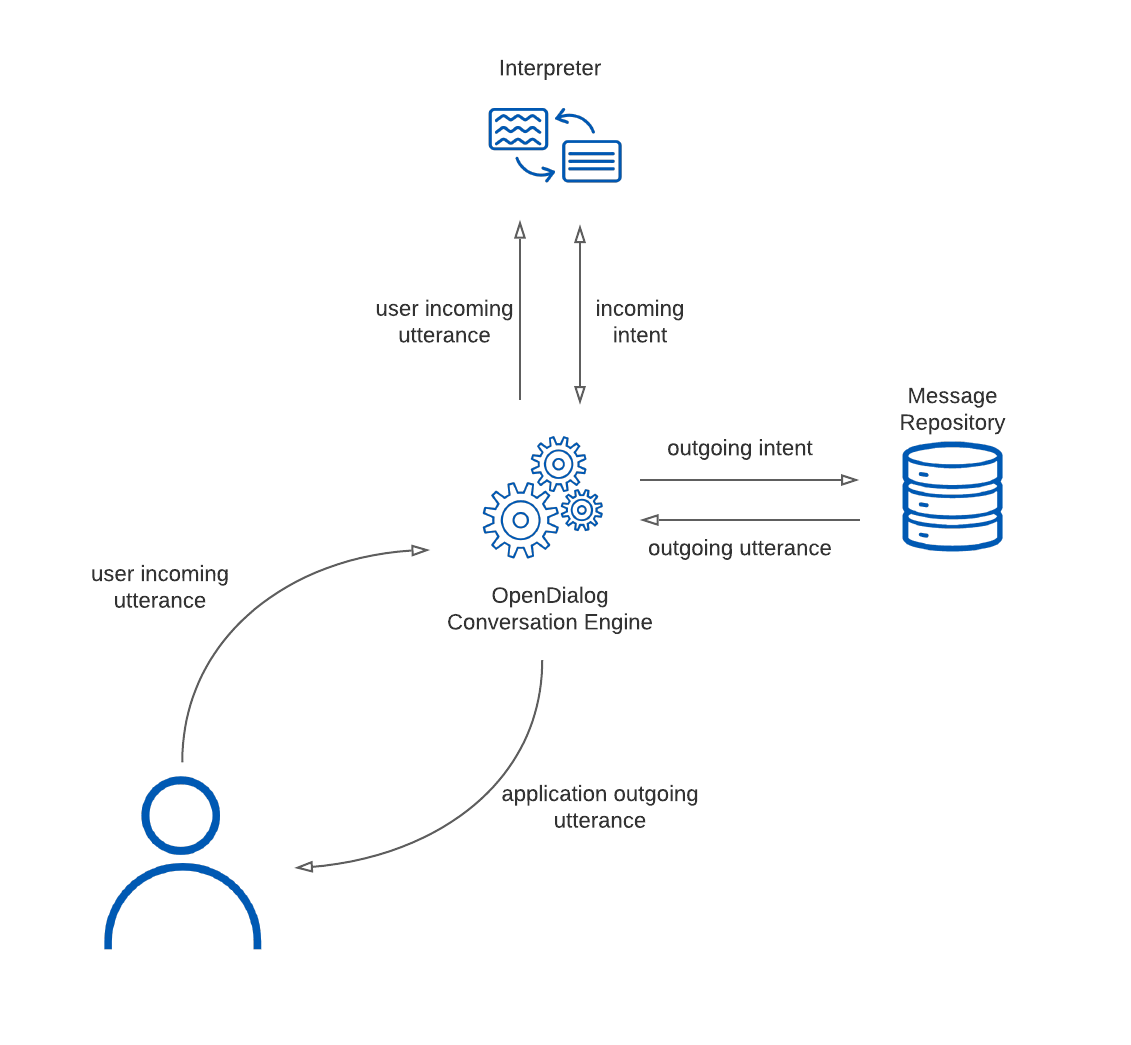 Interpreter
user incoming
utterance
incoming
intent
Message
Repository
outgoing intent
outgoing utterance
user incoming
utterance
OpenDialog
Conversation Engine
application outgoing
utterance